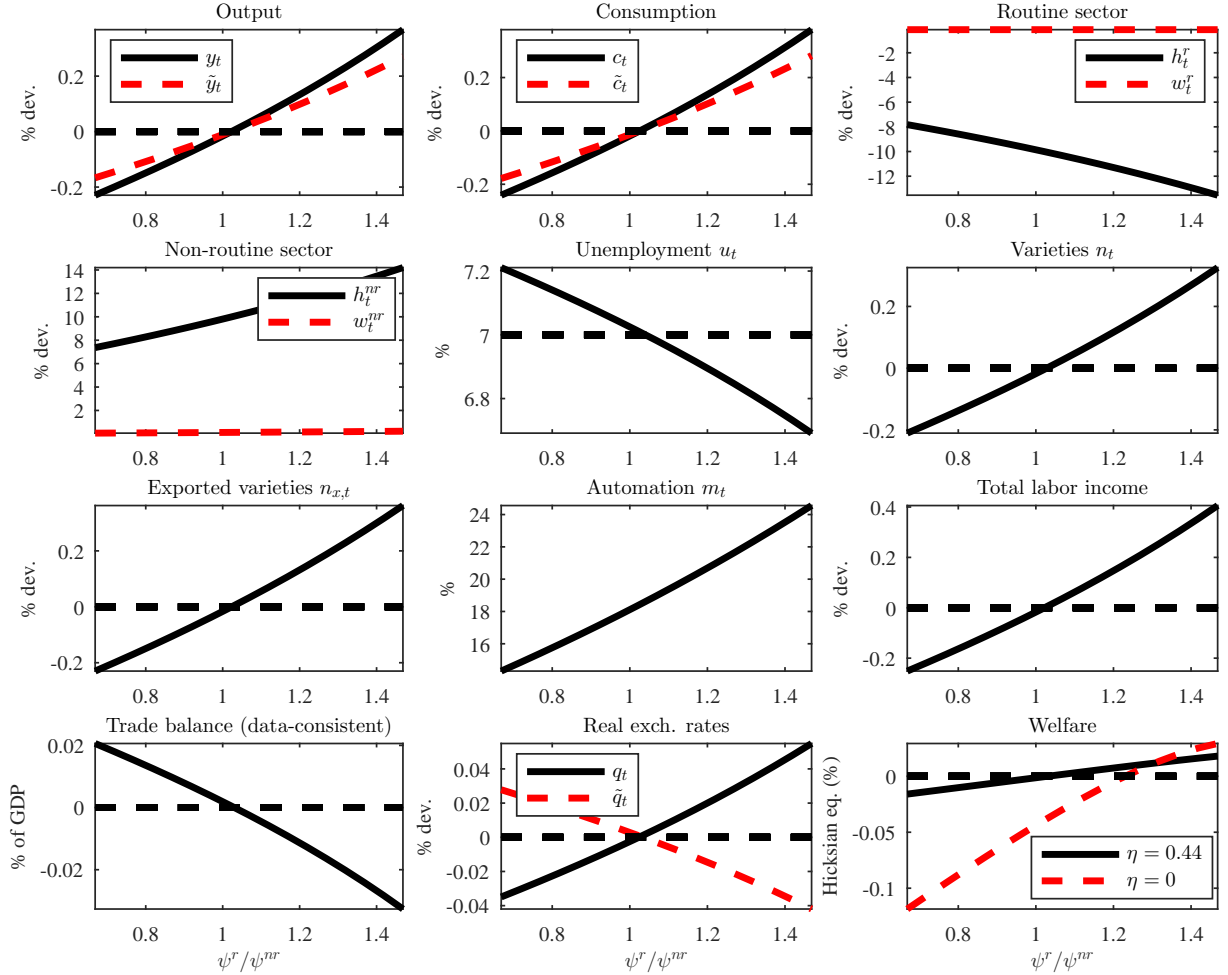 Output
% dev.
0.2
0
-0.2
0.8 1 1.2 1.4
y_t
ỹ_t
Consumption
% dev.
0.2
0
-0.2
0.8 1 1.2 1.4
c_t
c̃_t
Routine sector
% dev.
-2
-4
-6
-8
-10
-12
0.8 1 1.2 1.4
h_t^r
w_t^r
Non-routine sector
% dev.
14
12
10
8
6
4
2
0.8 1 1.2 1.4
h_t^{nr}
w_t^{nr}
Unemployment u_t
%
7.2
7
6.8
0.8 1 1.2 1.4
Varieties n_t
% dev.
0.2
0
-0.2
0.8 1 1.2 1.4
Exported varieties n_{x,t}
% dev.
0.2
0
-0.2
0.8 1 1.2 1.4
Automation m_t
%
24
22
20
18
16
14
0.8 1 1.2 1.4
Total labor income
% dev.
0.4
0.2
0
-0.2
0.8 1 1.2 1.4
Trade balance (data-consistent)
% of GDP
0.02
0
-0.02
0.8 1 1.2 1.4
ψ^r/ψ^{nr}
Real exch. rates
% dev.
0.04
0.02
0
-0.02
-0.04
0.8 1 1.2 1.4
q_t
q̃_t
ψ^r/ψ^{nr}
Welfare
Hicksian eq. (%)
0
-0.05
-0.1
0.8 1 1.2 1.4
η = 0.44
η = 0
ψ^r/ψ^{nr}